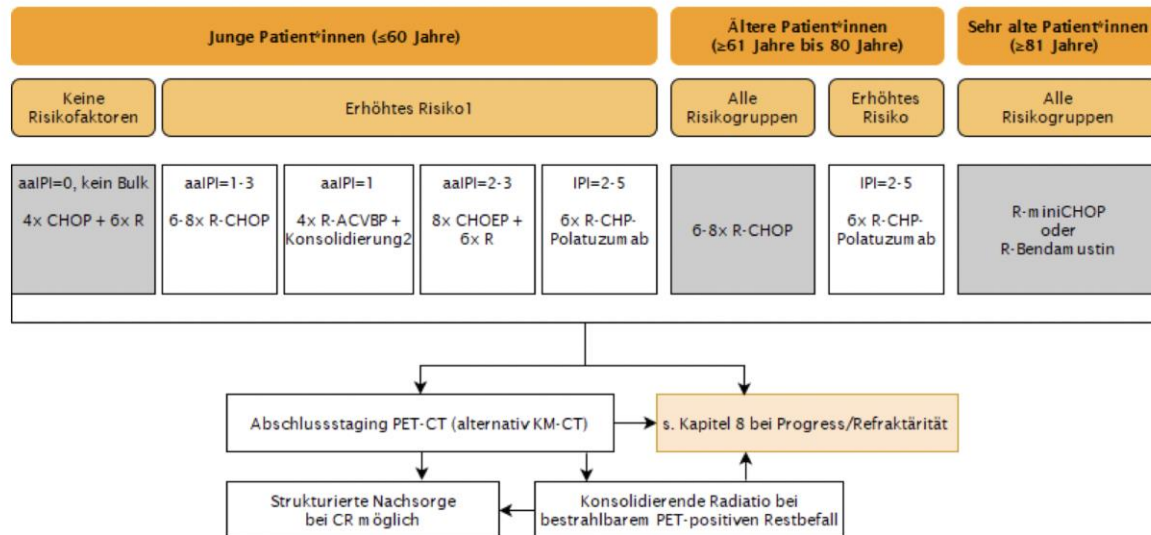 Junge Patient*innen (≤60 Jahre)
Ältere Patient*innen
(≥61 Jahre bis 80 Jahre)
Sehr alte Patient*innen
(≥81 Jahre)
Keine
Risikofaktoren
Erhöhtes Risiko1
Alle
Risikogruppen
Erhöhtes
Risiko
Alle
Risikogruppen
aaIPI=0, kein Bulk
4x CHOP + 6x R
aaIPI=1-3
6-8x R-CHOP
aaIPI=1
4x R-ACVBP +
Konsolidierung2
aaIPI=2-3
8x CHOEP +
6x R
IPI=2-5
6x R-CHP-
Polatuzumab
6-8x R-CHOP
IPI=2-5
6x R-CHP-
Polatuzumab
R-miniCHOP
oder
R-Bendamustin
Abschlussstaging PET-CT (alternativ KM-CT)
s. Kapitel 8 bei Progress/Refraktärität
Strukturierte Nachsorge
bei CR möglich
Konsolidierende Radiatio bei
bestrahlbarem PET-positiven Restbefall